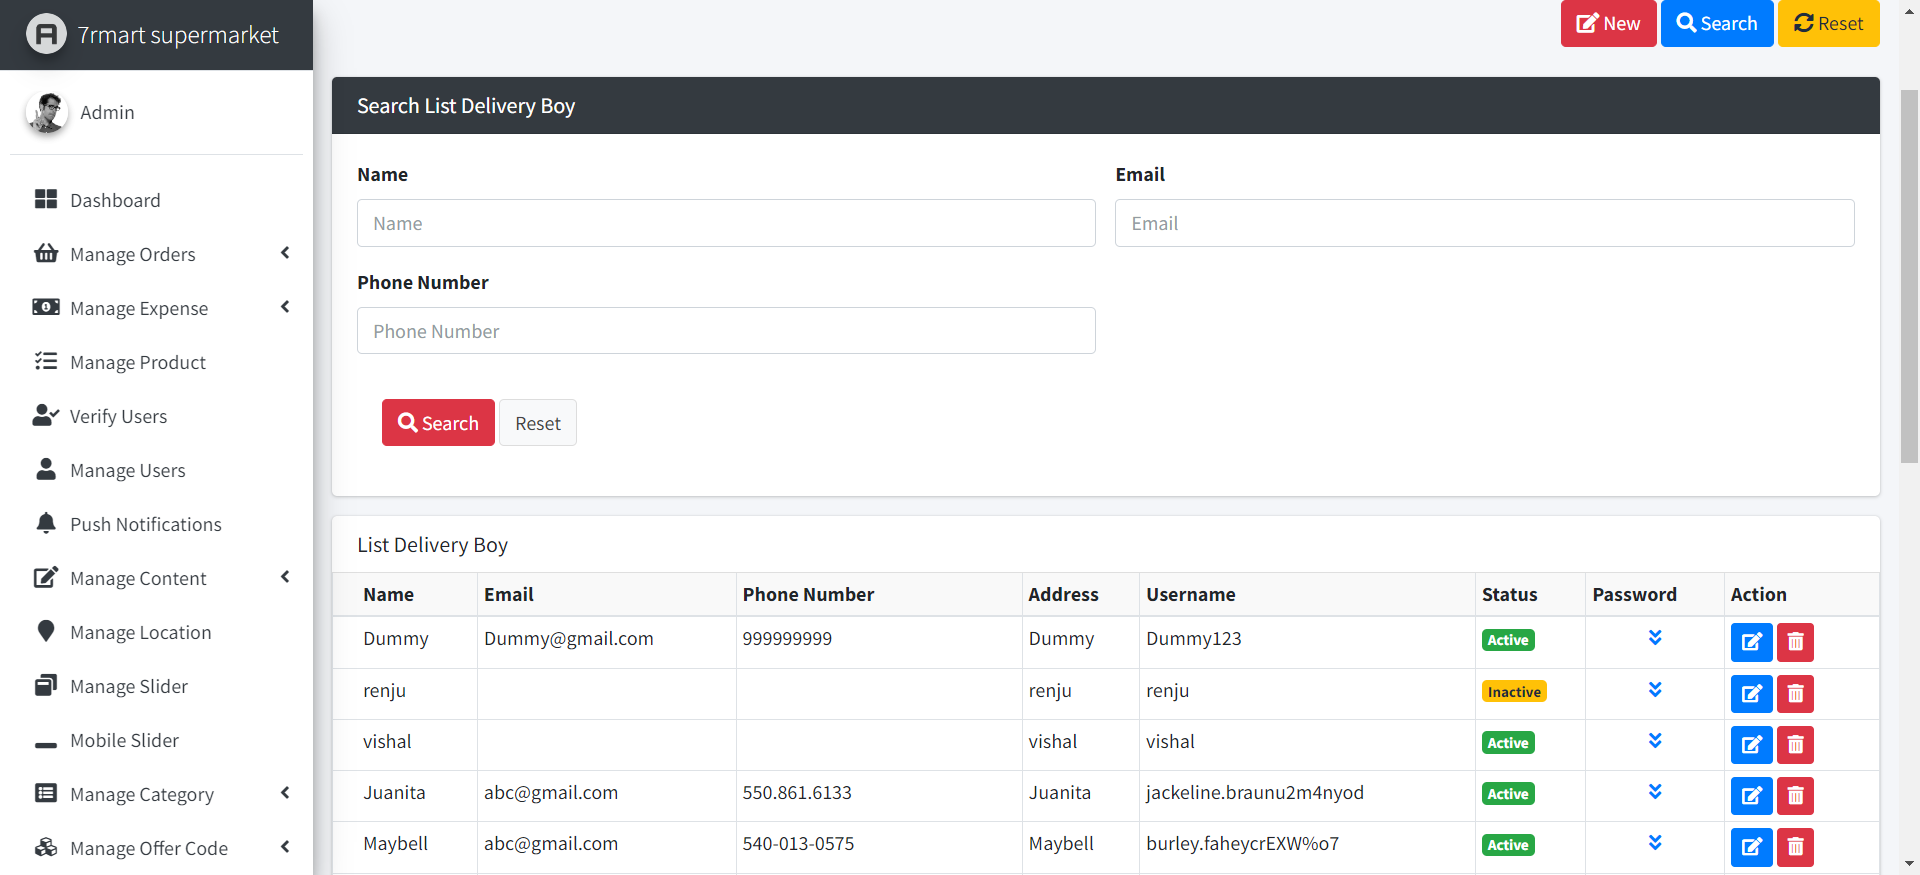 7rmart supermarket
Admin
Dashboard
Manage Orders
Manage Expense
Manage Product
Verify Users
Manage Users
Push Notifications
Manage Content
Manage Location
Manage Slider
Mobile Slider
Manage Category
Manage Offer Code
New Search Reset
Search List Delivery Boy
Name Email
Name Email
Phone Number
Phone Number
Search Reset
List Delivery Boy
Name Email Phone Number Address Username Status Password Action
Dummy Dummy@gmail.com 999999999 Dummy Dummy123 Active
renju renju renju Inactive
vishal vishal vishal Active
Juanita abc@gmail.com 550.861.6133 Juanita jackeline.braunu2m4nyod Active
Maybell abc@gmail.com 540-013-0575 Maybell burley.faheycrEXW%o7 Active